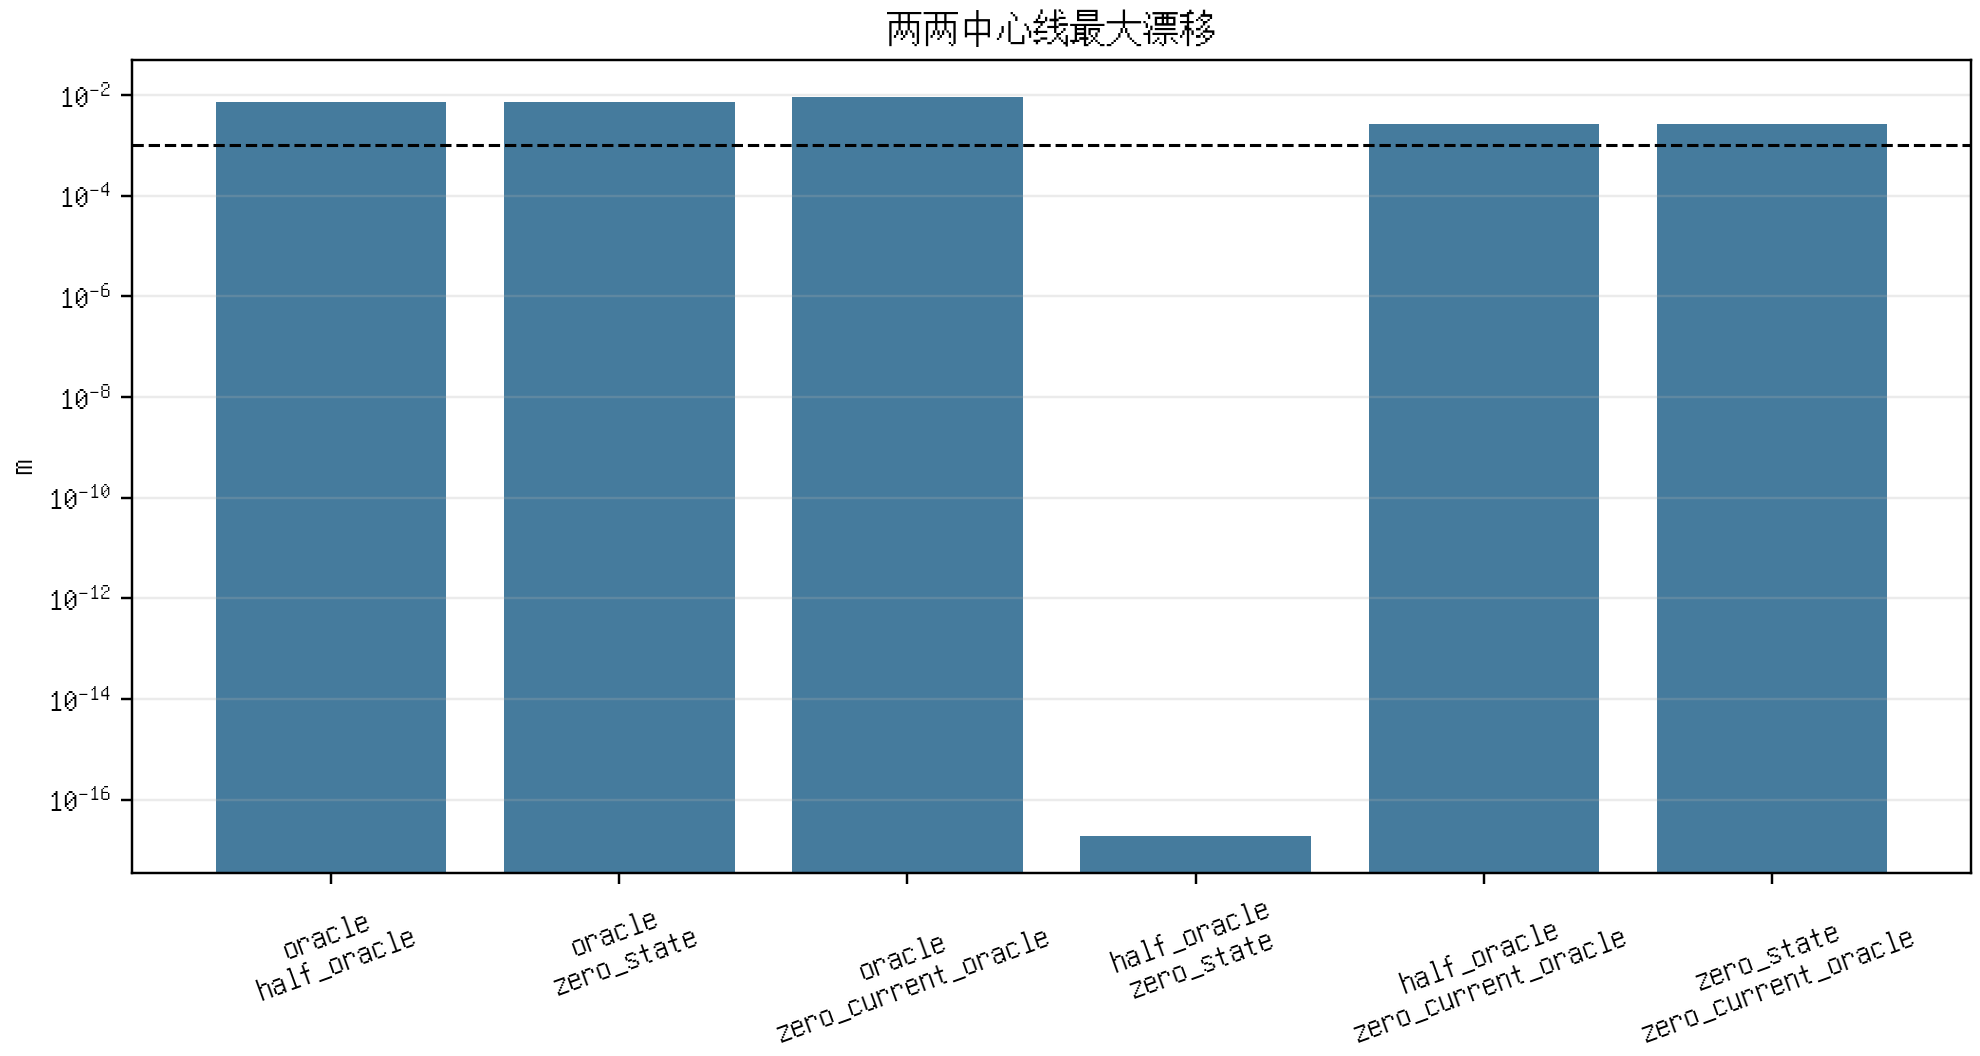 两两中心线最大漂移
10⁻²
10⁻⁴
10⁻⁶
10⁻⁸
10⁻¹⁰
10⁻¹²
10⁻¹⁴
10⁻¹⁶
m
oracle
half_oracle
oracle
zero_state
oracle
zero_current_oracle
half_oracle
zero_state
half_oracle
zero_current_oracle
zero_state
zero_current_oracle